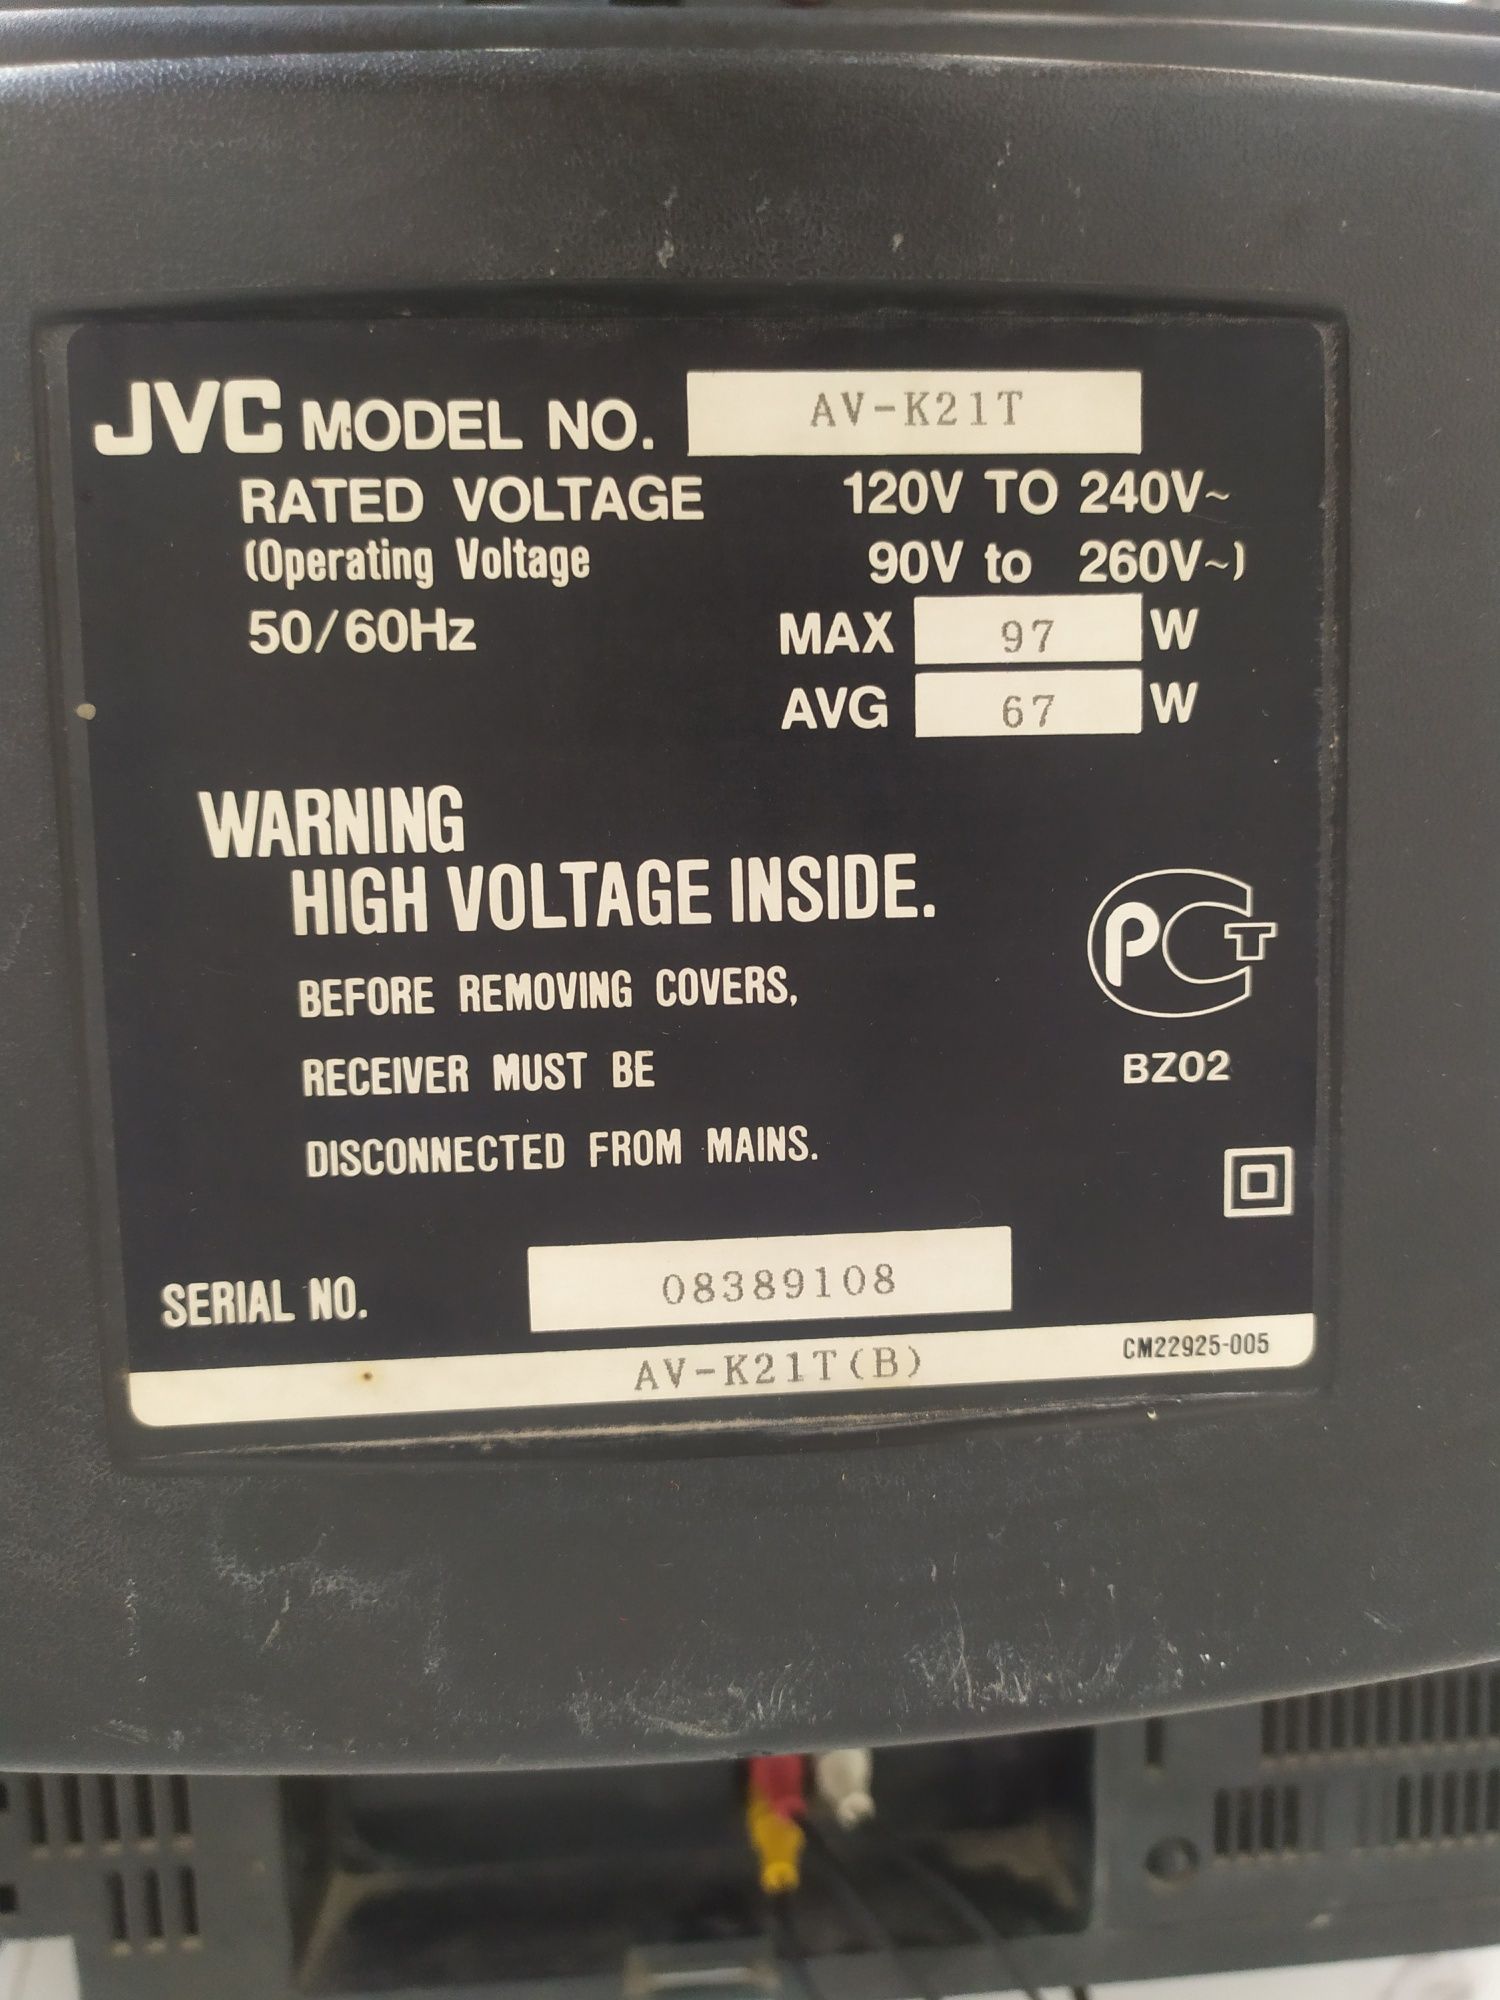 JVC MODEL NO. AV-K21T
RATED VOLTAGE 120V TO 240V~
(Operating Voltage 90V to 260V~)
50/60Hz MAX 97 W
AVG 67 W
WARNING
HIGH VOLTAGE INSIDE.
BEFORE REMOVING COVERS,
RECEIVER MUST BE
DISCONNECTED FROM MAINS.
РСТ
BZ02
SERIAL NO. 08389108
AV-K21T(B) CM22925-005